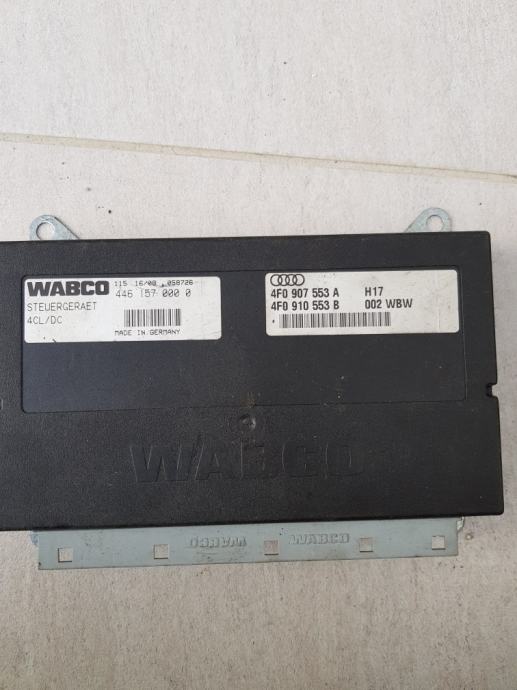 WABCO
115 16/08 058726
446 157 000 0
STEUERGERAET
4CL/DC
MADE IN GERMANY
4F0 907 553 A H17
4F0 910 553 B 002 WBW
WABCO
WABCO WABCO